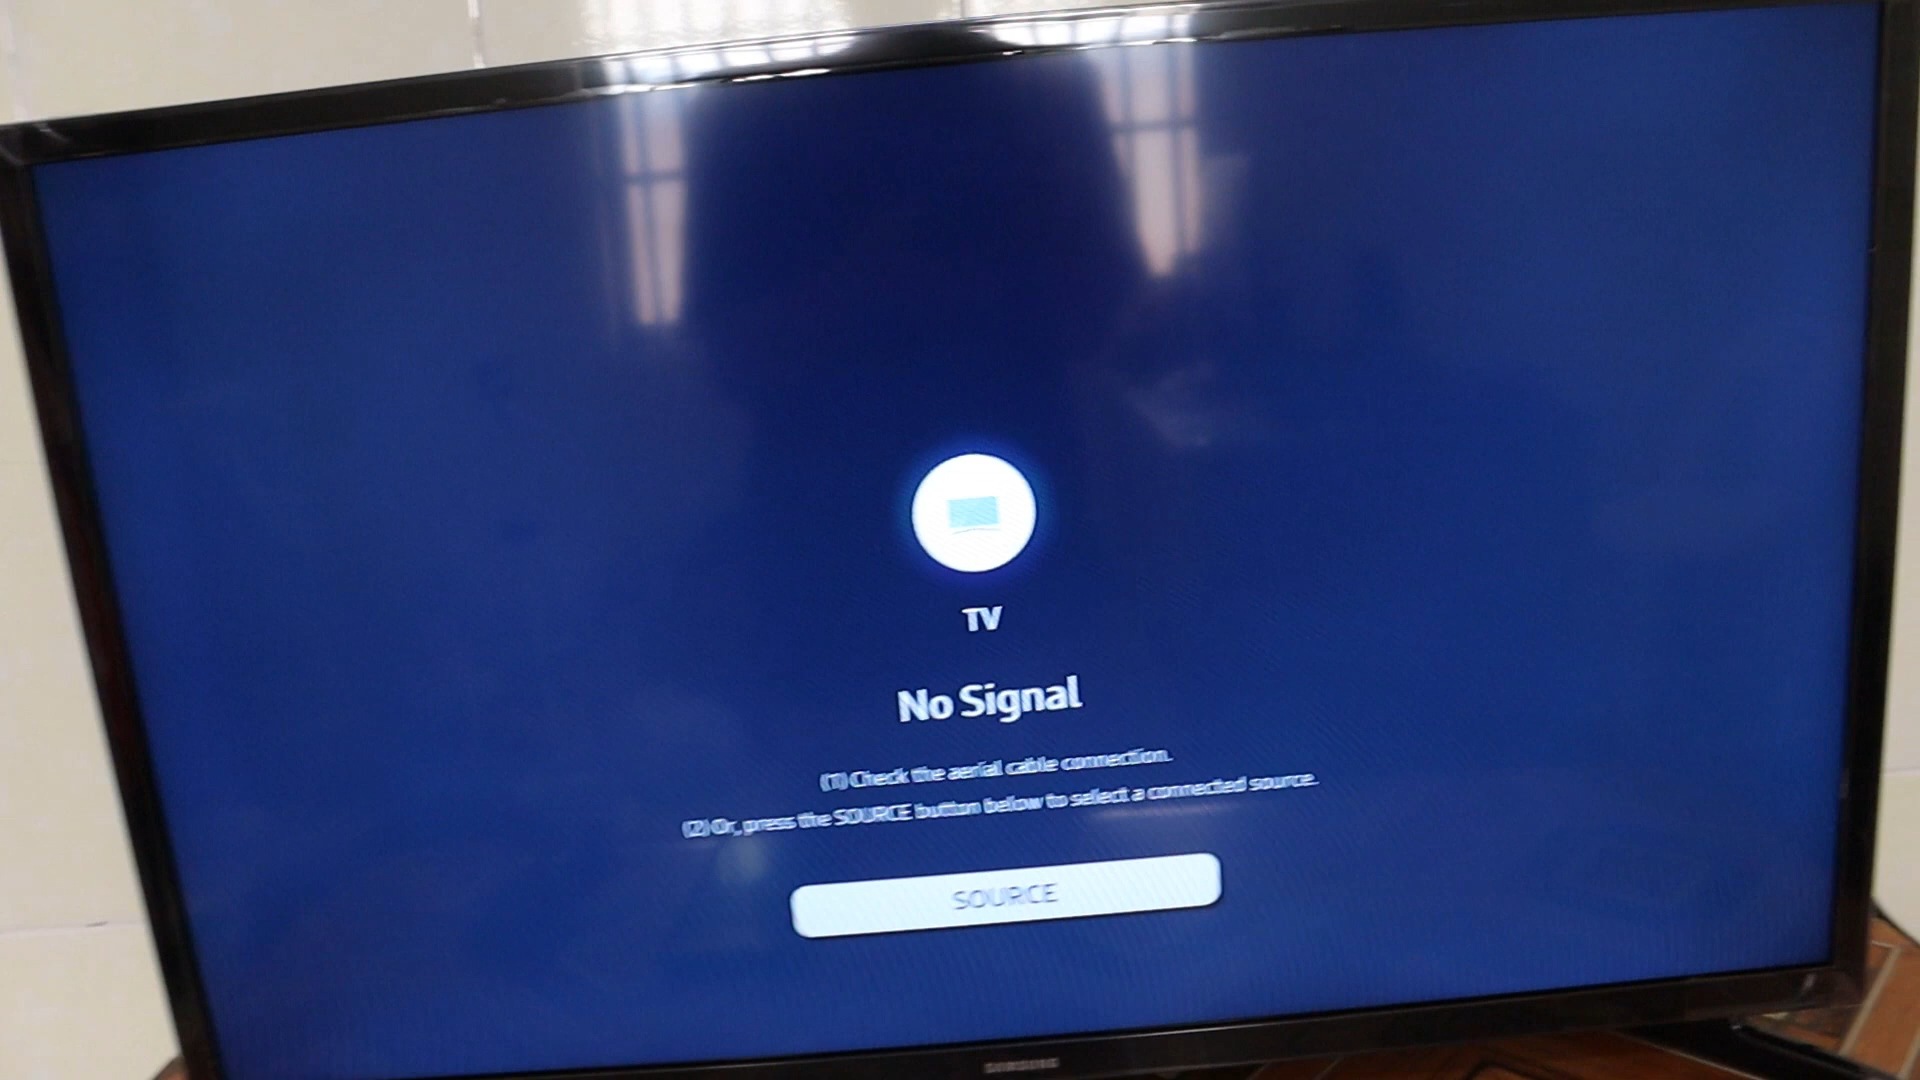 TV
No Signal
(1) Check the aerial cable connection.
(2) Or, press the SOURCE button below to select a connected source.
SOURCE
SAMSUNG